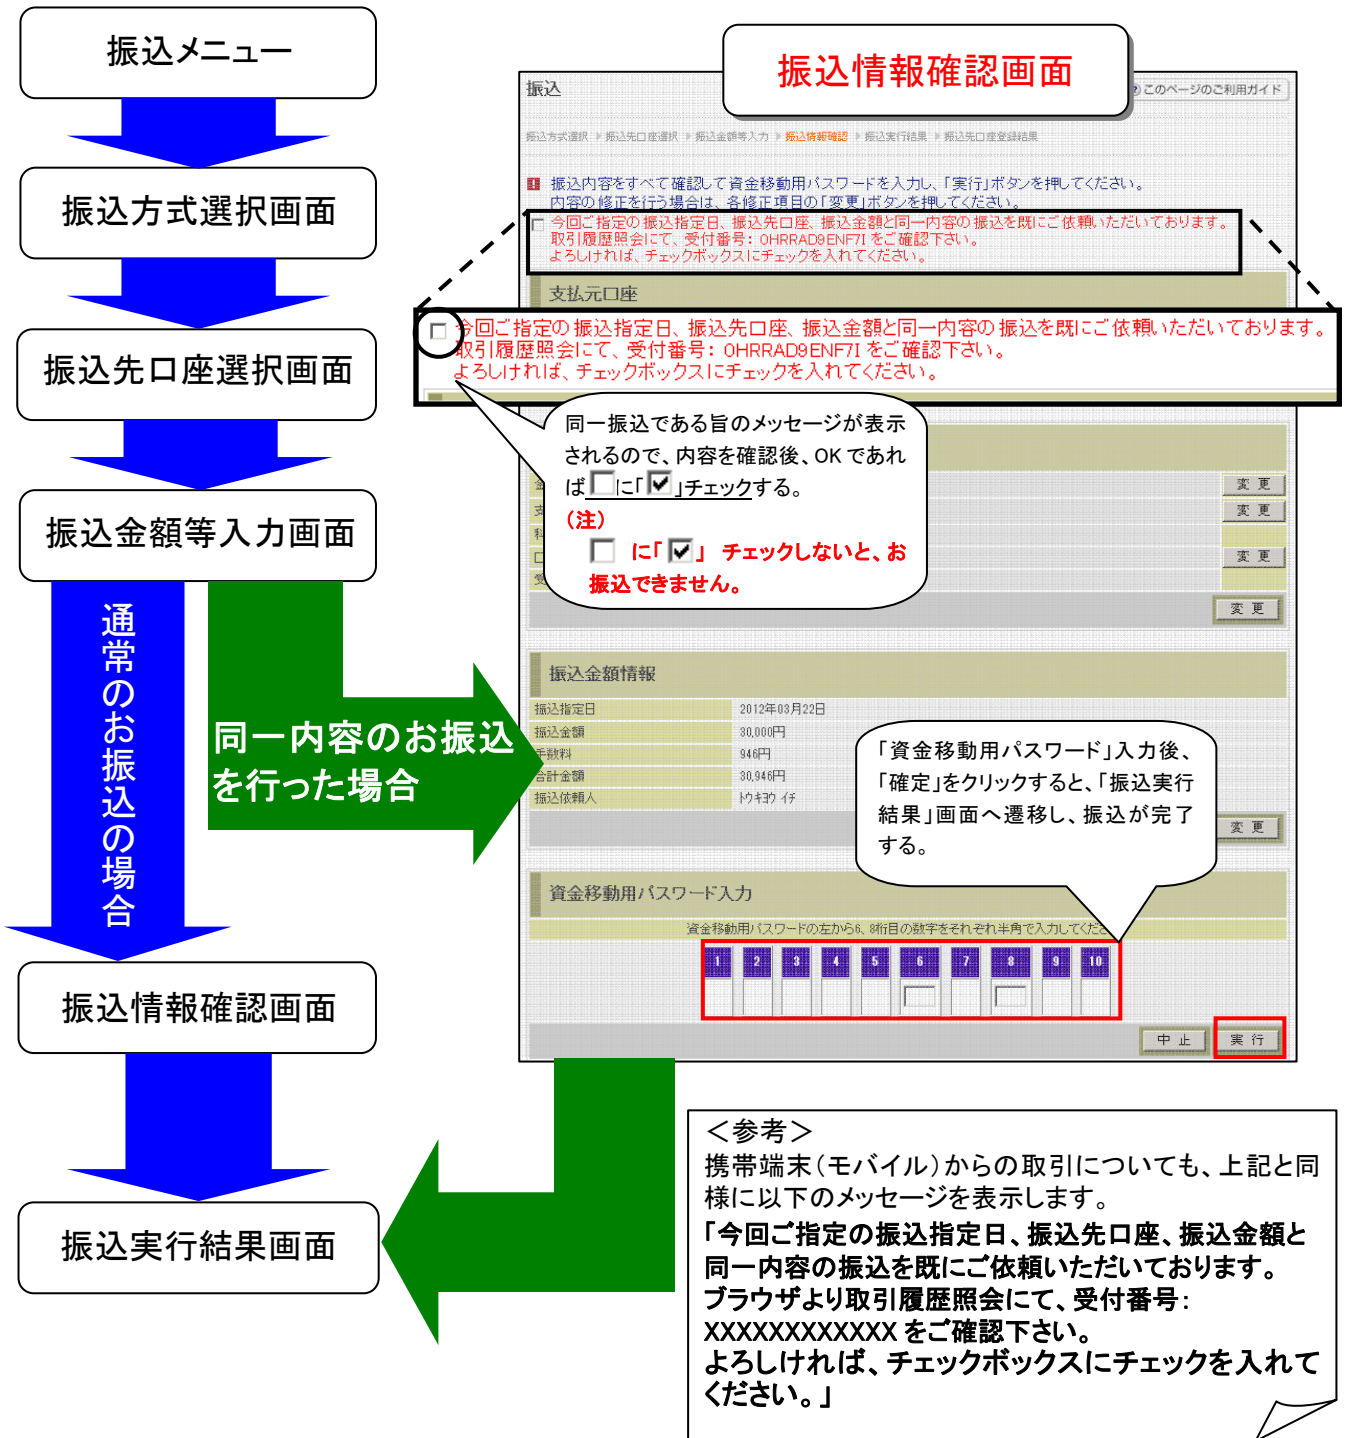 振込メニュー
振込方式選択画面
振込先口座選択画面
振込金額等入力画面
通常のお振込の場合
同一内容のお振込
を行った場合
振込情報確認画面
振込実行結果画面
振込情報確認画面
振込
このページのご利用ガイド
振込方式選択 ▶ 振込先口座選択 ▶ 振込金額等入力 ▶ 振込情報確認 ▶ 振込実行結果 ▶ 振込先口座登録結果
振込内容をすべて確認して資金移動用パスワードを入力し、「実行」ボタンを押してください。
内容の修正を行う場合は、各修正項目の「変更」ボタンを押してください。
今回ご指定の振込指定日、振込先口座、振込金額と同一内容の振込を既にご依頼いただいております。
取引履歴照会にて、受付番号：OHRRAD9ENF7I をご確認下さい。
よろしければ、チェックボックスにチェックを入れてください。
支払元口座
今回ご指定の振込指定日、振込先口座、振込金額と同一内容の振込を既にご依頼いただいております。
取引履歴照会にて、受付番号：OHRRAD9ENF7I をご確認下さい。
よろしければ、チェックボックスにチェックを入れてください。
同一振込である旨のメッセージが表示
されるので、内容を確認後、OK であれ
ば□に「☑」チェックする。
（注）
□ に「☑」 チェックしないと、お
振込できません。
変 更
変 更
変 更
変 更
振込金額情報
振込指定日 2012年03月22日
振込金額 30,000円
手数料 946円
合計金額 30,946円
振込依頼人 トウキヨウ イチ
変 更
「資金移動用パスワード」入力後、
「確定」をクリックすると、「振込実行
結果」画面へ遷移し、振込が完了
する。
資金移動用パスワード入力
資金移動用パスワードの左から6、8桁目の数字をそれぞれ半角で入力してくださ
1 2 3 4 5 6 7 8 9 10
中 止 実 行
＜参考＞
携帯端末（モバイル）からの取引についても、上記と同
様に以下のメッセージを表示します。
「今回ご指定の振込指定日、振込先口座、振込金額と
同一内容の振込を既にご依頼いただいております。
ブラウザより取引履歴照会にて、受付番号：
XXXXXXXXXXXX をご確認下さい。
よろしければ、チェックボックスにチェックを入れて
ください。」